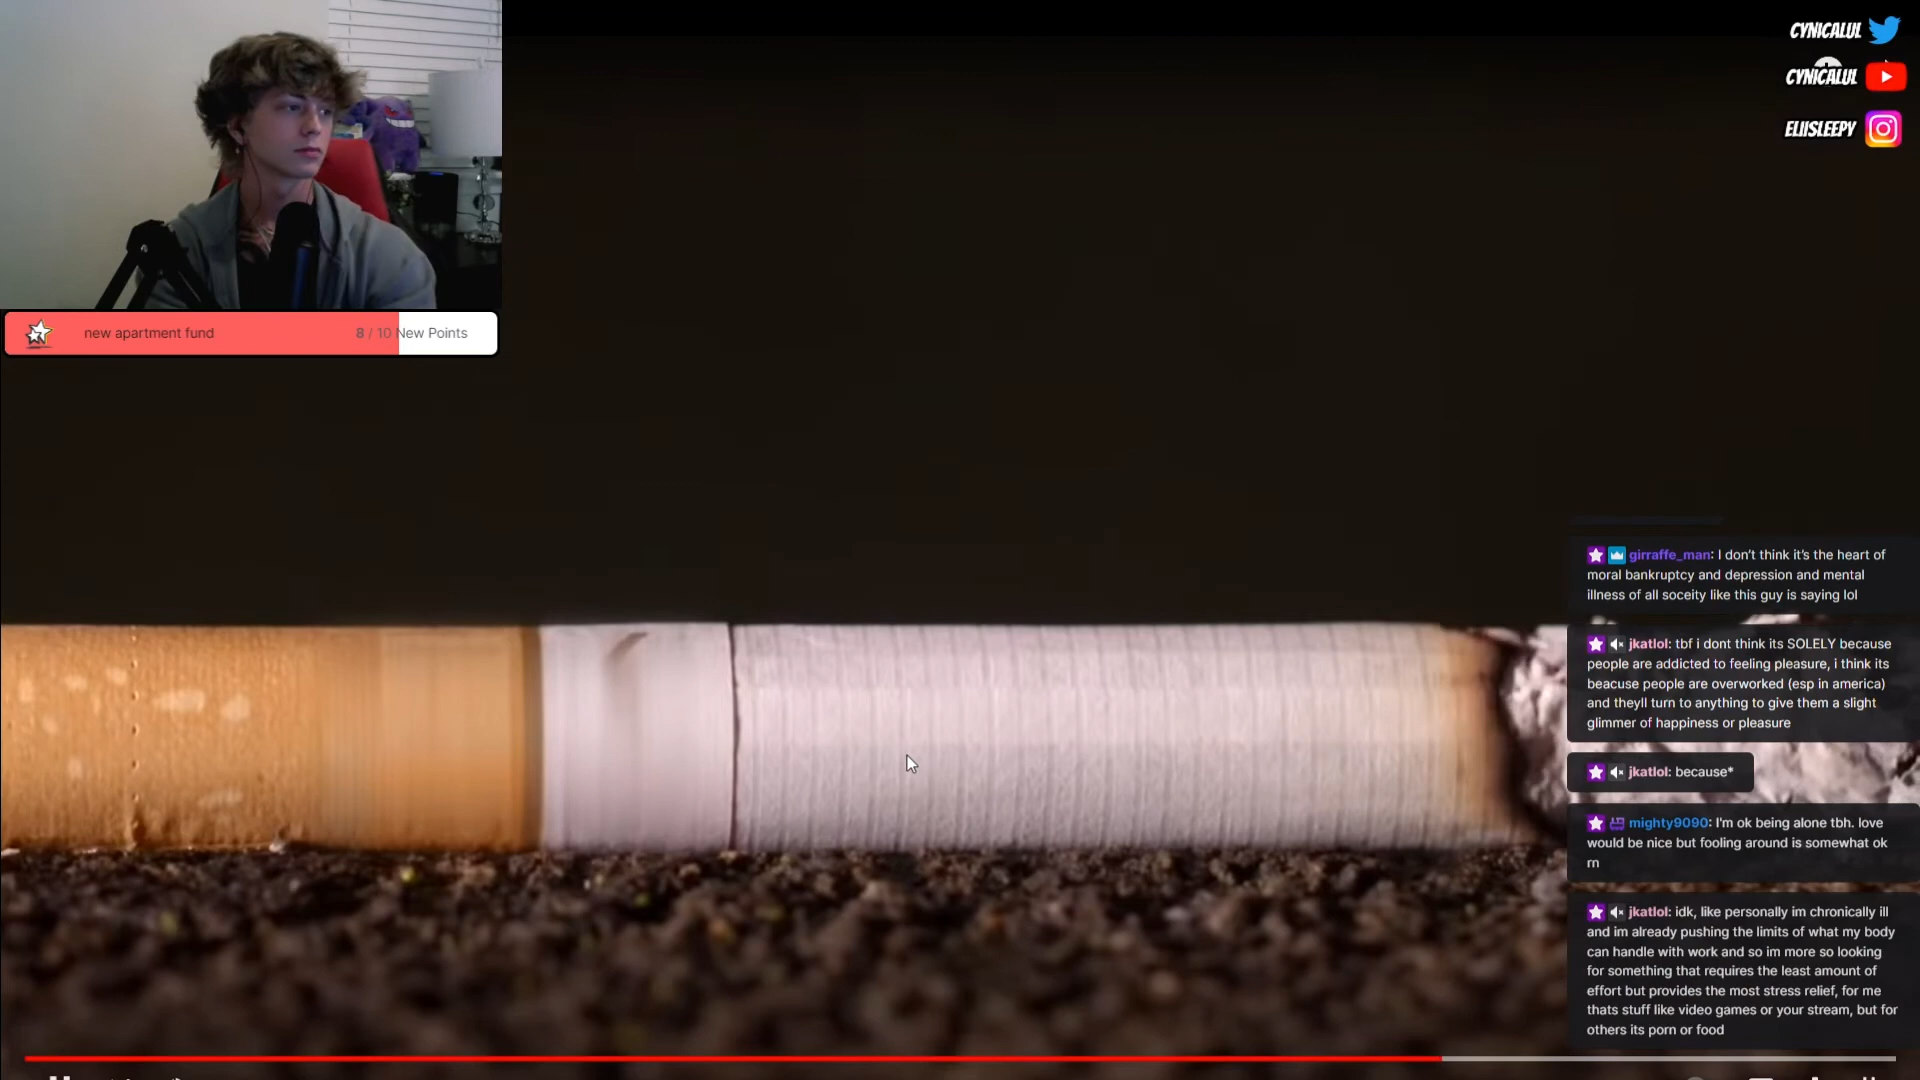 CYNICALUL
CYNICALUL
ELIISLEEPY
new apartment fund 8 / 10 New Points
girraffe_man: I don't think it's the heart of
moral bankruptcy and depression and mental
illness of all soceity like this guy is saying lol
jkatlol: tbf i dont think its SOLELY because
people are addicted to feeling pleasure, i think its
beacuse people are overworked (esp in america)
and theyll turn to anything to give them a slight
glimmer of happiness or pleasure
jkatlol: because*
mighty9090: I'm ok being alone tbh. love
would be nice but fooling around is somewhat ok
rn
jkatlol: idk, like personally im chronically ill
and im already pushing the limits of what my body
can handle with work and so im more so looking
for something that requires the least amount of
effort but provides the most stress relief, for me
thats stuff like video games or your stream, but for
others its porn or food